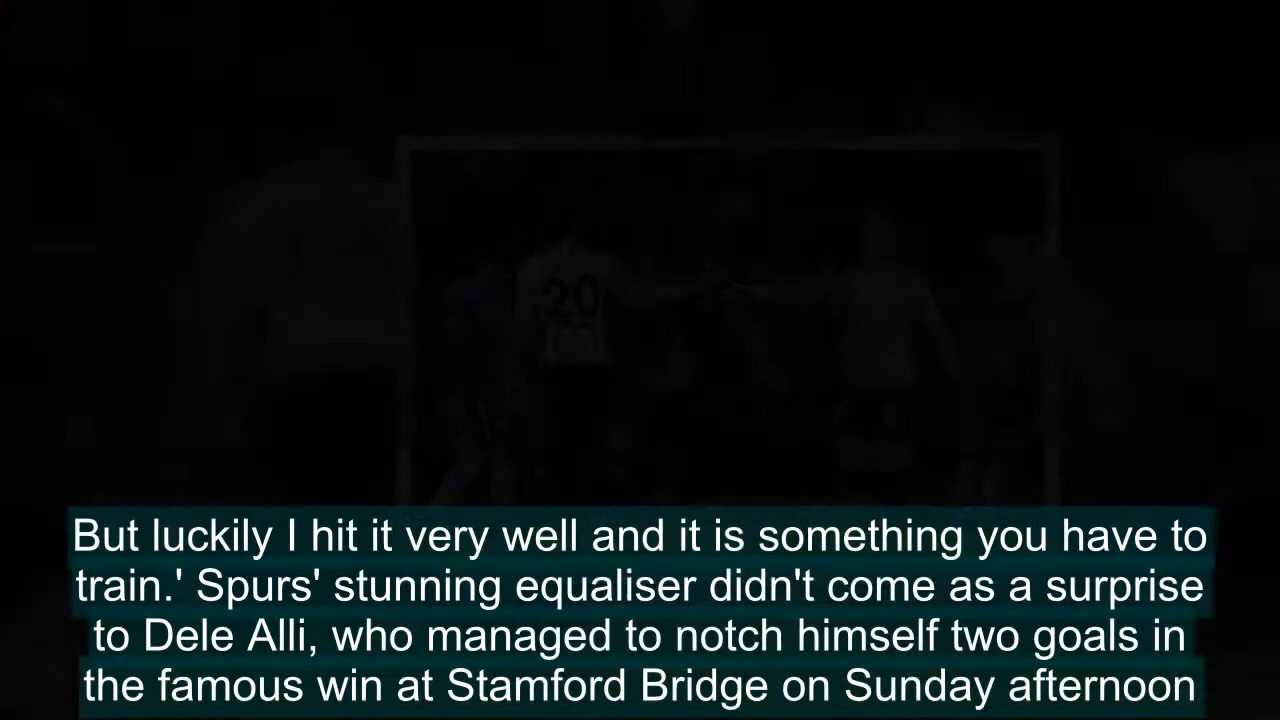 20
But luckily I hit it very well and it is something you have to
train.' Spurs' stunning equaliser didn't come as a surprise
to Dele Alli, who managed to notch himself two goals in
the famous win at Stamford Bridge on Sunday afternoon